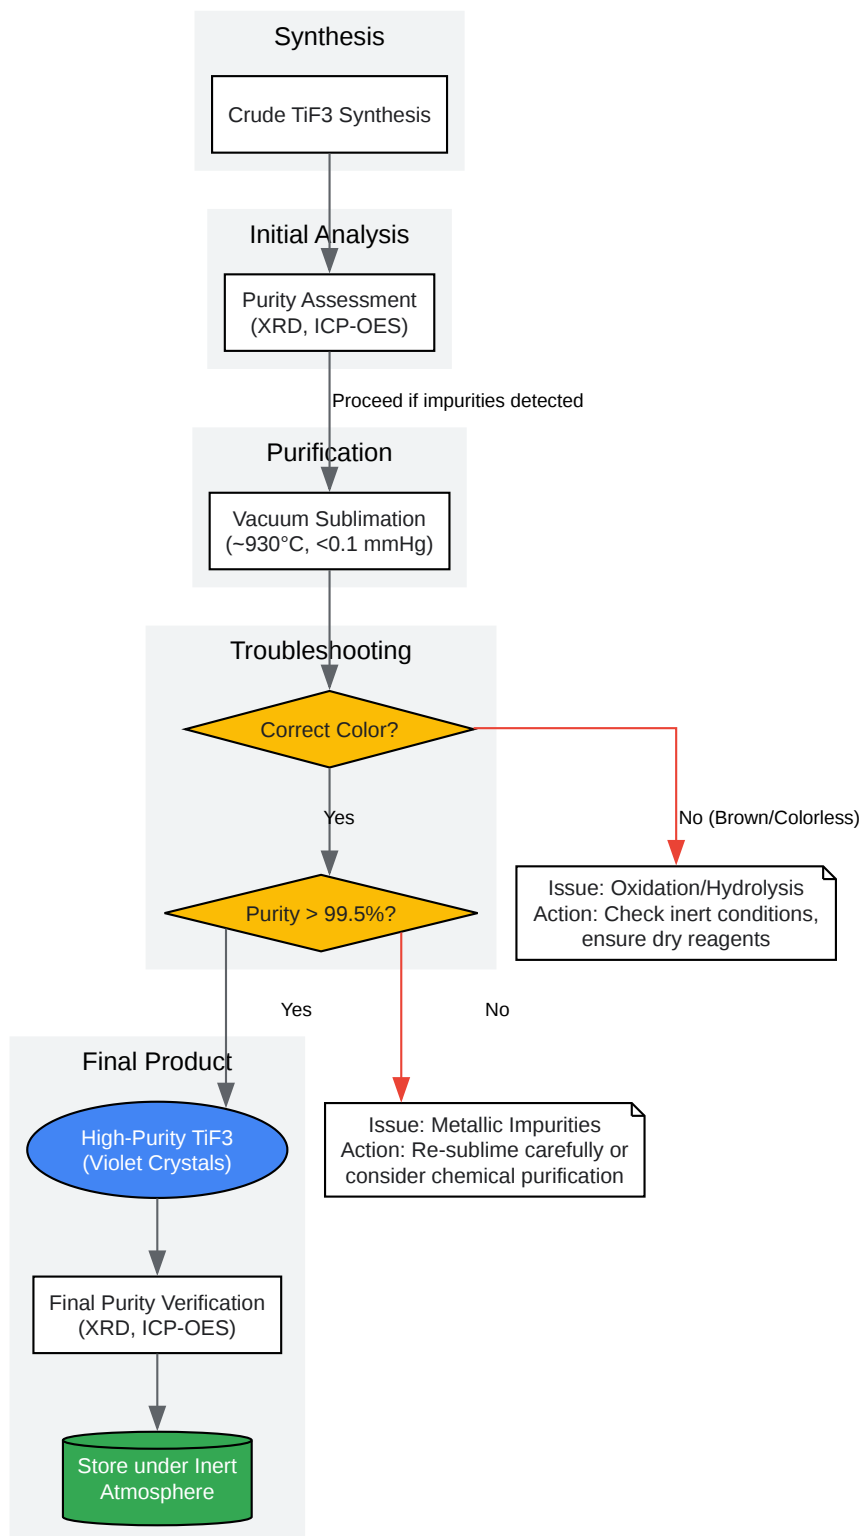 Synthesis
Crude TiF3 Synthesis
Initial Analysis
Purity Assessment
(XRD, ICP-OES)
Proceed if impurities detected
Purification
Vacuum Sublimation
(~930°C, <0.1 mmHg)
Troubleshooting
Correct Color?
Yes
No (Brown/Colorless)
Issue: Oxidation/Hydrolysis
Action: Check inert conditions,
ensure dry reagents
Purity > 99.5%?
Yes
No
Final Product
High-Purity TiF3
(Violet Crystals)
Issue: Metallic Impurities
Action: Re-sublime carefully or
consider chemical purification
Final Purity Verification
(XRD, ICP-OES)
Store under Inert
Atmosphere